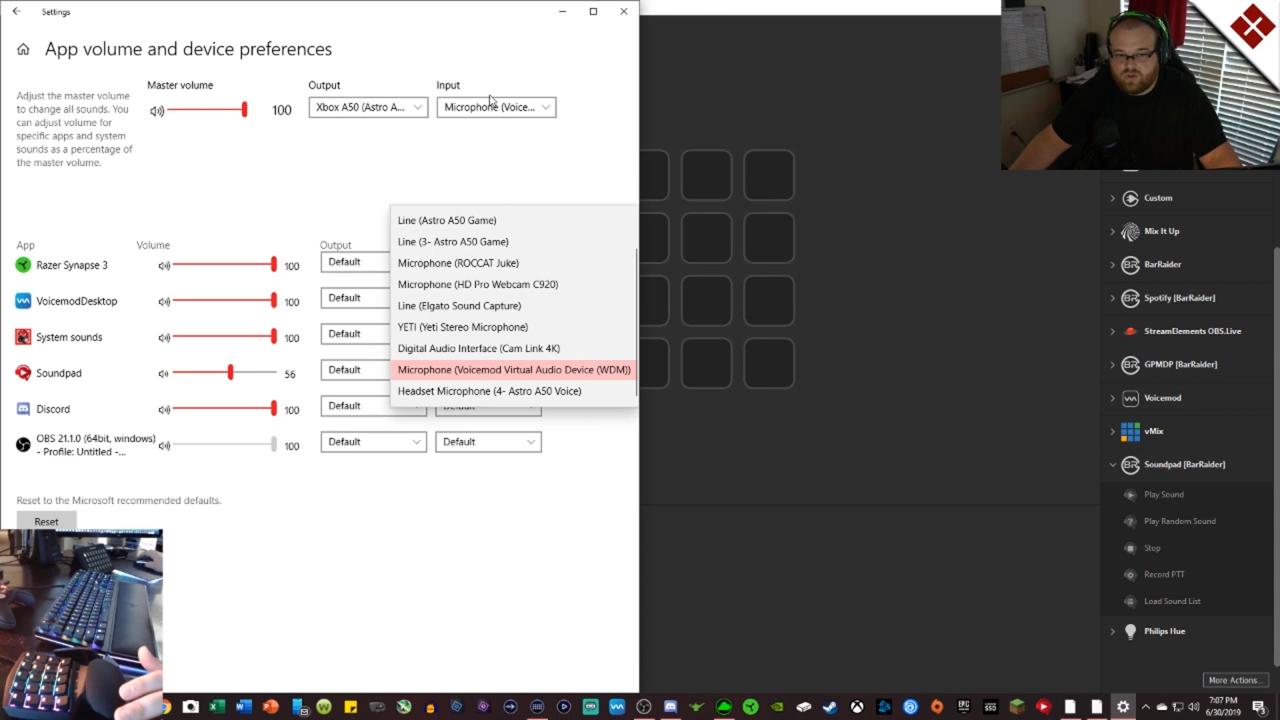 Settings
App volume and device preferences
Master volume
Output
Input
Adjust the master volume
to change all sounds. You
can adjust volume for
specific apps and system
sounds as a percentage of
the master volume.
100
Xbox A50 (Astro A...
Microphone (Voice...
App
Volume
Output
Razer Synapse 3
100
Default
VoicemodDesktop
100
Default
System sounds
100
Default
Soundpad
56
Default
Discord
100
Default
Default
OBS 21.1.0 (64bit, windows)
- Profile: Untitled -...
100
Default
Default
Line (Astro A50 Game)
Line (3- Astro A50 Game)
Microphone (ROCCAT Juke)
Microphone (HD Pro Webcam C920)
Line (Elgato Sound Capture)
YETI (Yeti Stereo Microphone)
Digital Audio Interface (Cam Link 4K)
Microphone (Voicemod Virtual Audio Device (WDM))
Headset Microphone (4- Astro A50 Voice)
Reset to the Microsoft recommended defaults.
Reset
Custom
Mix It Up
BarRaider
Spotify [BarRaider]
StreamElements OBS.Live
GPMDP [BarRaider]
Voicemod
vMix
Soundpad [BarRaider]
Play Sound
Play Random Sound
Stop
Record PTT
Load Sound List
Philips Hue
More Actions...
7:07 PM
6/30/2019